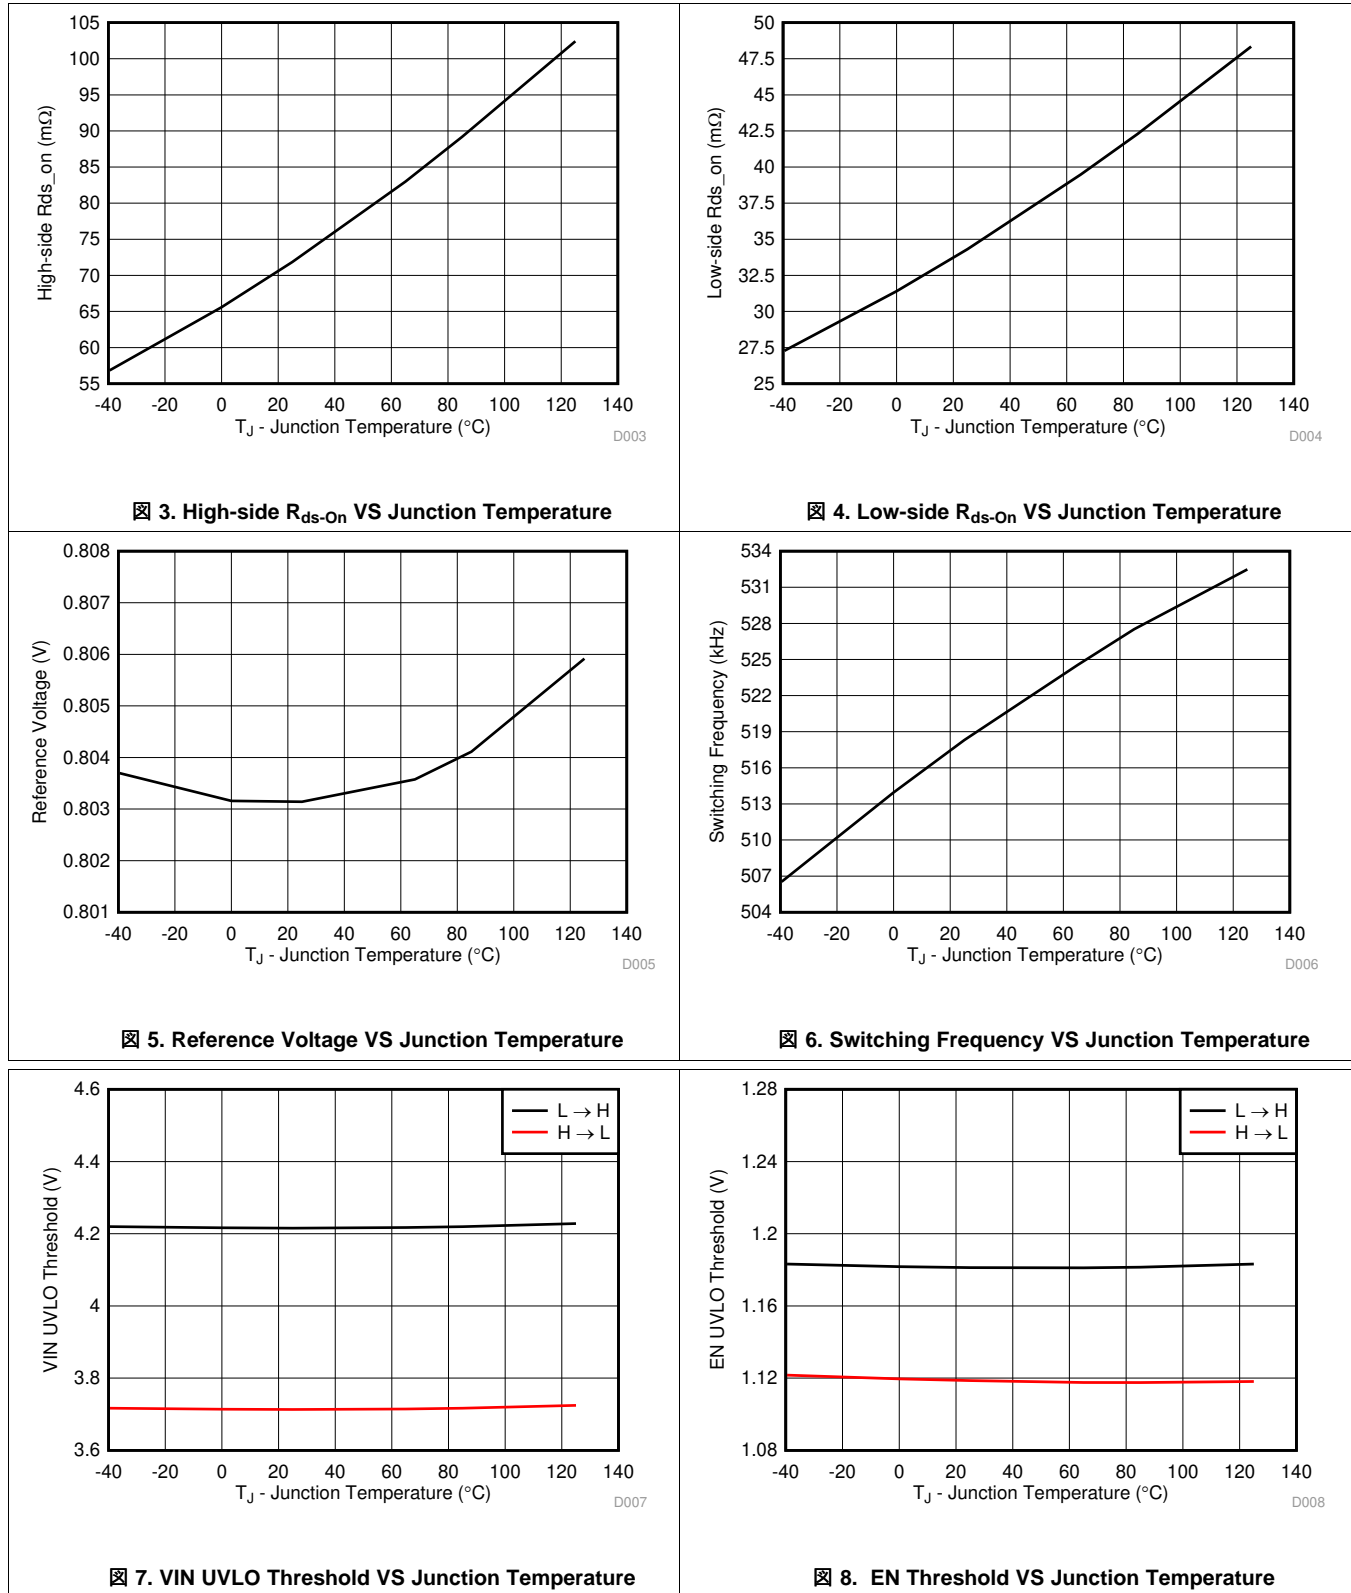 105
100
95
90
85
80
75
70
65
60
55
High-side Rds_on (mΩ)
-40 -20 0 20 40 60 80 100 120 140
TJ - Junction Temperature (°C)
D003
図 3. High-side Rds-On VS Junction Temperature
50
47.5
45
42.5
40
37.5
35
32.5
30
27.5
25
Low-side Rds_on (mΩ)
-40 -20 0 20 40 60 80 100 120 140
TJ - Junction Temperature (°C)
D004
図 4. Low-side Rds-On VS Junction Temperature
0.808
0.807
0.806
0.805
0.804
0.803
0.802
0.801
Reference Voltage (V)
-40 -20 0 20 40 60 80 100 120 140
TJ - Junction Temperature (°C)
D005
図 5. Reference Voltage VS Junction Temperature
534
531
528
525
522
519
516
513
510
507
504
Switching Frequency (kHz)
-40 -20 0 20 40 60 80 100 120 140
TJ - Junction Temperature (°C)
D006
図 6. Switching Frequency VS Junction Temperature
4.6
4.4
4.2
4
3.8
3.6
VIN UVLO Threshold (V)
L → H
H → L
-40 -20 0 20 40 60 80 100 120 140
TJ - Junction Temperature (°C)
D007
図 7. VIN UVLO Threshold VS Junction Temperature
1.28
1.24
1.2
1.16
1.12
1.08
EN UVLO Threshold (V)
L → H
H → L
-40 -20 0 20 40 60 80 100 120 140
TJ - Junction Temperature (°C)
D008
図 8. EN Threshold VS Junction Temperature